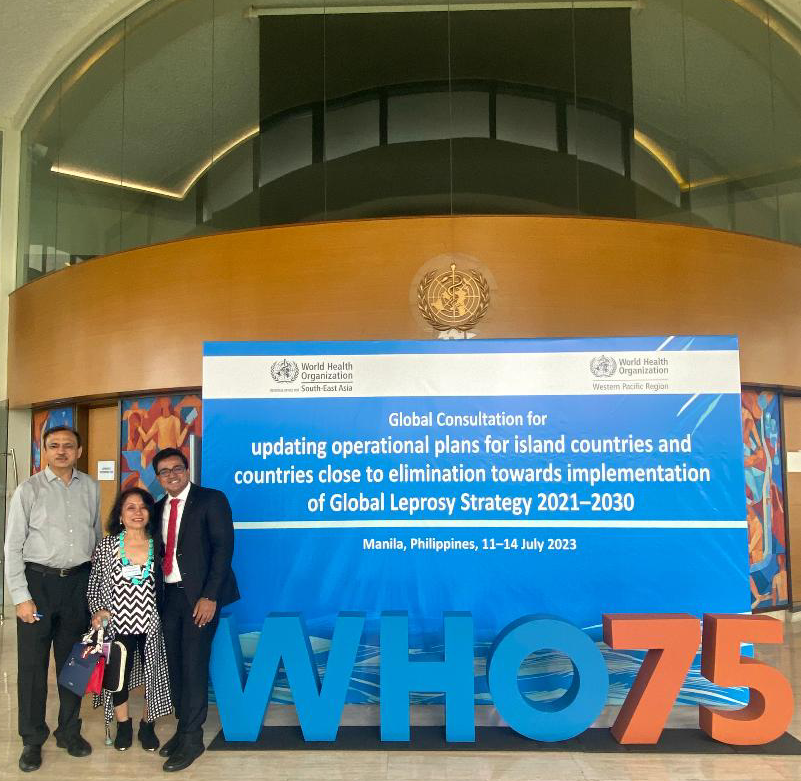 World Health
Organization
South-East Asia
World Health
Organization
Western Pacific Region
Global Consultation for
updating operational plans for island countries and
countries close to elimination towards implementation
of Global Leprosy Strategy 2021–2030
Manila, Philippines, 11–14 July 2023
WHO75